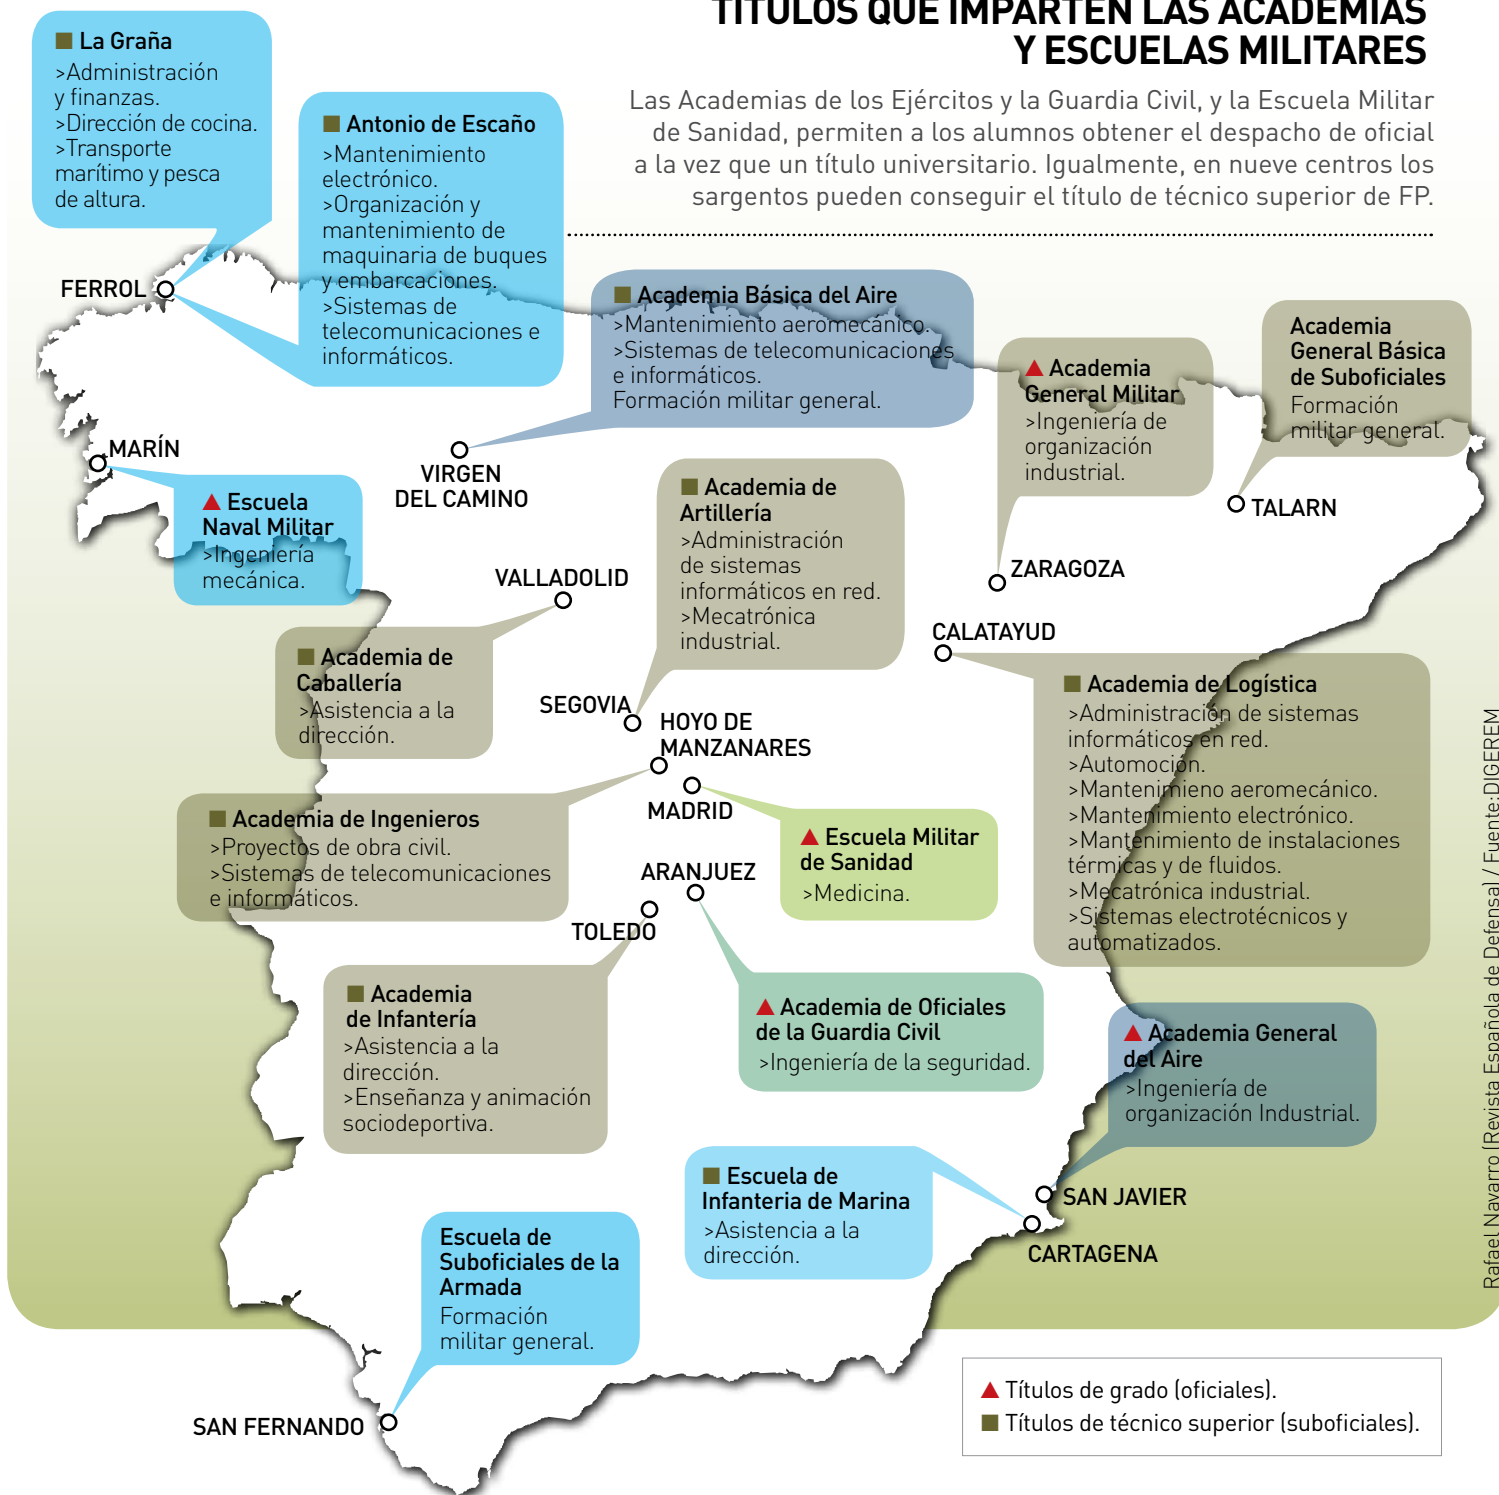 TÍTULOS QUE IMPARTEN LAS ACADEMIAS
Y ESCUELAS MILITARES
Las Academias de los Ejércitos y la Guardia Civil, y la Escuela Militar
de Sanidad, permiten a los alumnos obtener el despacho de oficial
a la vez que un título universitario. Igualmente, en nueve centros los
sargentos pueden conseguir el título de técnico superior de FP.
La Graña
>Administración
y finanzas.
>Dirección de cocina.
>Transporte
marítimo y pesca
de altura.
Antonio de Escaño
>Mantenimiento
electrónico.
>Organización y
mantenimiento de
maquinaria de buques
y embarcaciones.
>Sistemas de
telecomunicaciones e
informáticos.
FERROL
Academia Básica del Aire
>Mantenimiento aeromecánico.
>Sistemas de telecomunicaciones
e informáticos.
Formación militar general.
VIRGEN
DEL CAMINO
Academia
General Militar
>Ingeniería de
organización
industrial.
ZARAGOZA
Academia
General Básica
de Suboficiales
Formación
militar general.
TALARN
MARÍN
Escuela
Naval Militar
>Ingeniería
mecánica.
Academia de
Artillería
>Administración
de sistemas
informáticos en red.
>Mecatrónica
industrial.
SEGOVIA
VALLADOLID
Academia de
Caballería
>Asistencia a la
dirección.
CALATAYUD
Academia de Logística
>Administración de sistemas
informáticos en red.
>Automoción.
>Mantenimieno aeromecánico.
>Mantenimiento electrónico.
>Mantenimiento de instalaciones
térmicas y de fluidos.
>Mecatrónica industrial.
>Sistemas electrotécnicos y
automatizados.
HOYO DE
MANZANARES
Academia de Ingenieros
>Proyectos de obra civil.
>Sistemas de telecomunicaciones
e informáticos.
MADRID
Escuela Militar
de Sanidad
>Medicina.
ARANJUEZ
Academia de Oficiales
de la Guardia Civil
>Ingeniería de la seguridad.
TOLEDO
Academia
de Infantería
>Asistencia a la
dirección.
>Enseñanza y animación
sociodeportiva.
Academia General
del Aire
>Ingeniería de
organización Industrial.
SAN JAVIER
Escuela de
Infanteria de Marina
>Asistencia a la
dirección.
CARTAGENA
Escuela de
Suboficiales de la
Armada
Formación
militar general.
SAN FERNANDO
Títulos de grado (oficiales).
Títulos de técnico superior (suboficiales).
Rafael Navarro (Revista Española de Defensa) / Fuente:DIGEREM